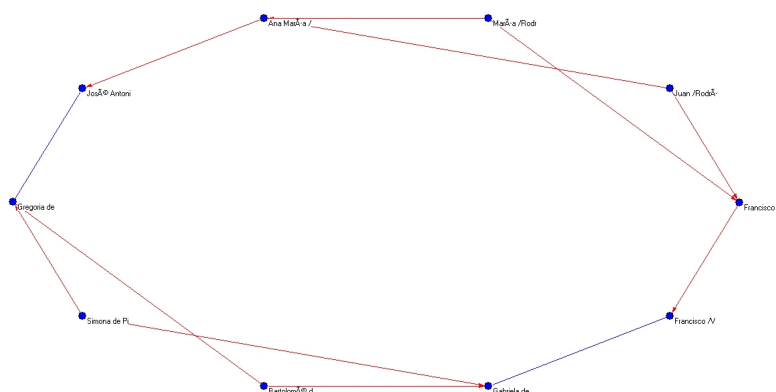 Ana MarÃ·a /
MarÃ·a /Rodr
JosÃ© Antoni
Juan /RodrÃ·
Gregoria de
Francisco
Simona de Pi
Francisco /V/
BartolomÃ© d
Gabriela de